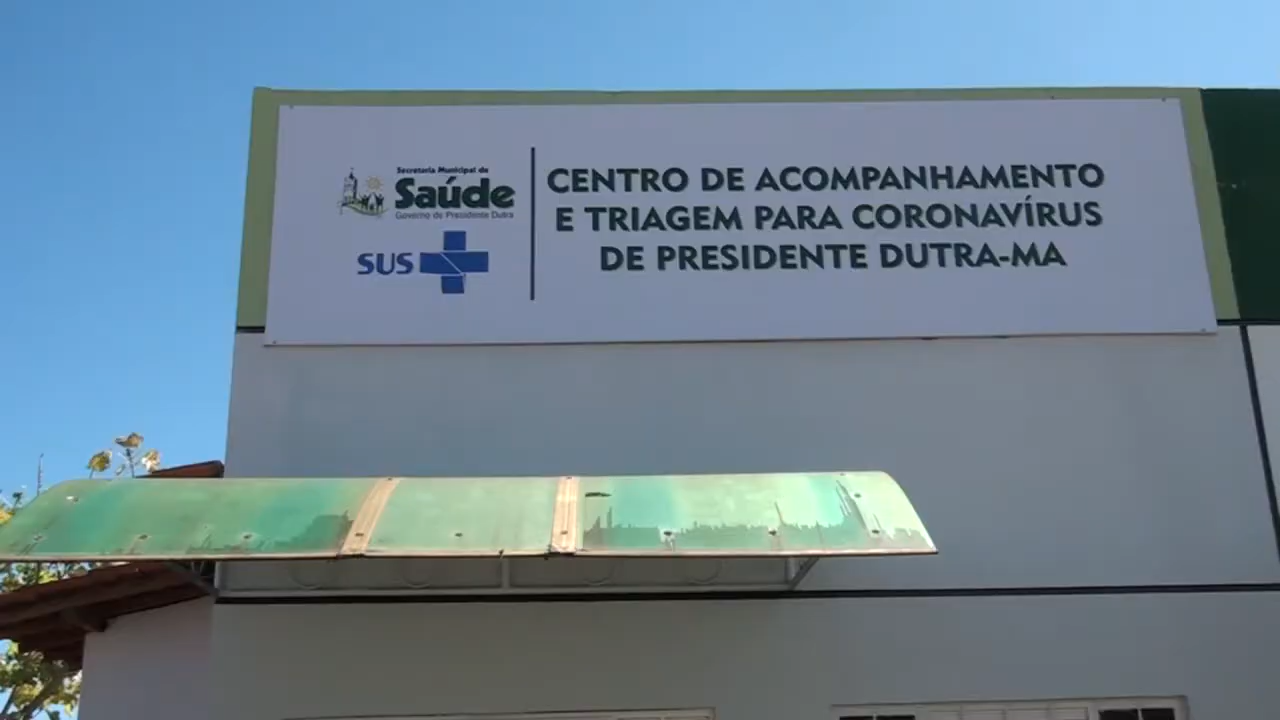 Secretaria Municipal de
Saúde
Governo de Presidente Dutra
SUS
CENTRO DE ACOMPANHAMENTO
E TRIAGEM PARA CORONAVÍRUS
DE PRESIDENTE DUTRA-MA